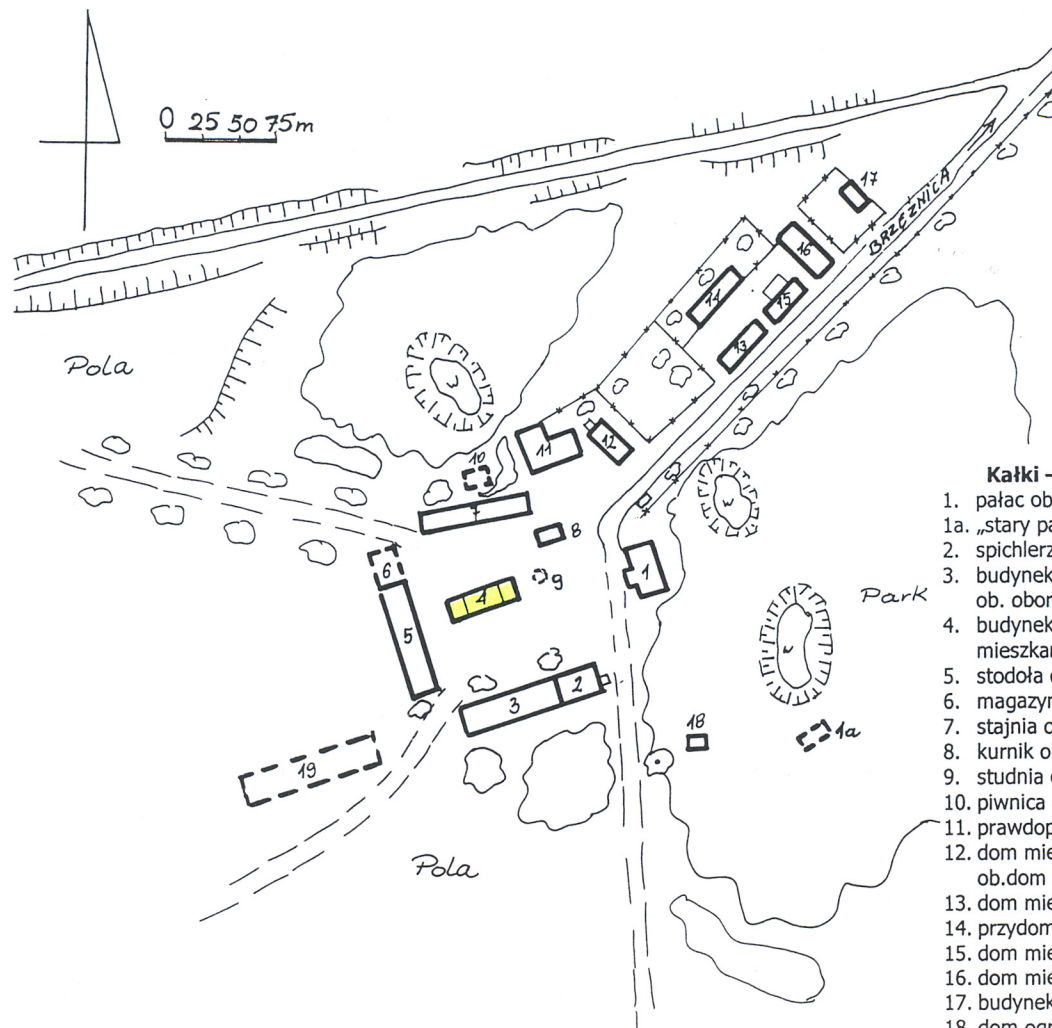 0 25 50 75m
17
BRZEŹNICA
16
14
15
13
Pola
W
12
11
10
W
7
8
6
9
1
4
Park
5
W
2
3
18
1a
19
Pola
Kałki –
1. pałac ob
1a. „stary pa
2. spichlerz
3. budynek
ob. obor
4. budynek
mieszkan
5. stodoła
6. magazyn
7. stajnia
8. kurnik
9. studnia
10. piwnica
11. prawdop
12. dom mie
ob.dom
13. dom mie
14. przydom
15. dom mie
16. dom mie
17. budynek
18. dom